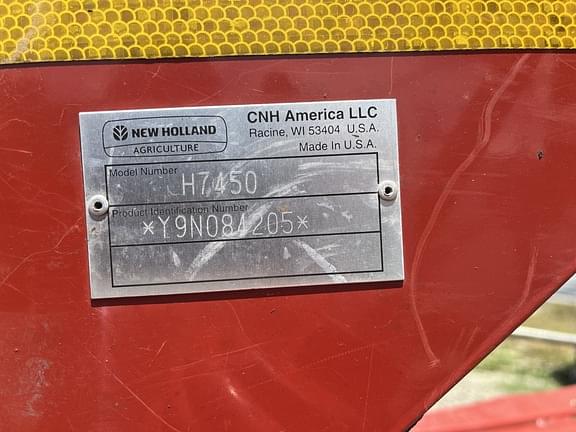 NEW HOLLAND
AGRICULTURE
CNH America LLC
Racine, WI 53404 U.S.A.
Made in U.S.A.
Model Number
H7450
Product Identification Number
*Y9N084205*